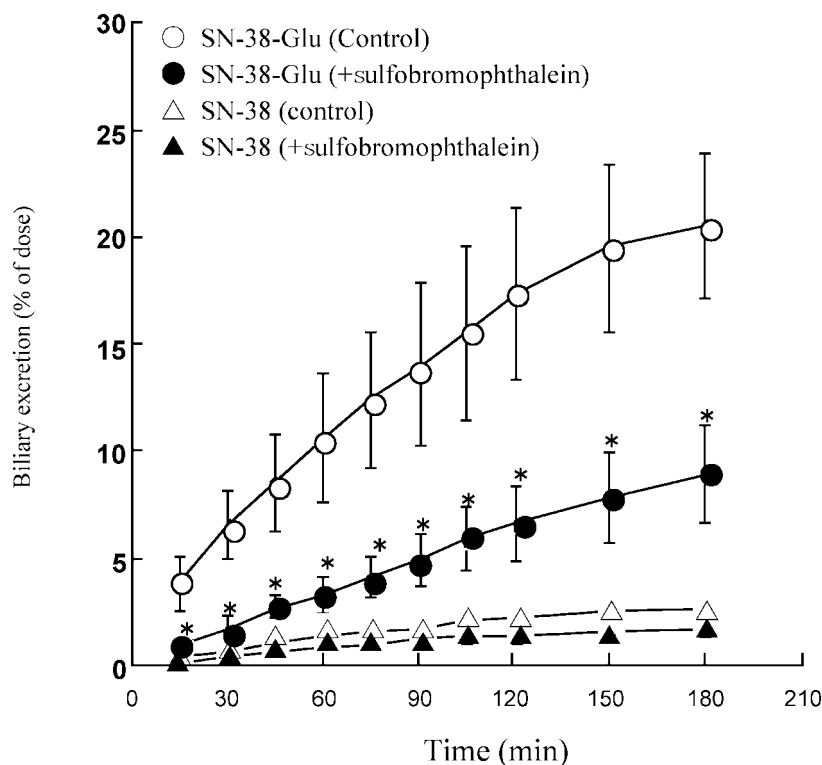 30
25
20
15
10
5
0
Biliary excretion (% of dose)
SN-38-Glu (Control)
SN-38-Glu (+sulfobromophthalein)
SN-38 (control)
SN-38 (+sulfobromophthalein)
* * * * * * * * * *
0 30 60 90 120 150 180 210
Time (min)